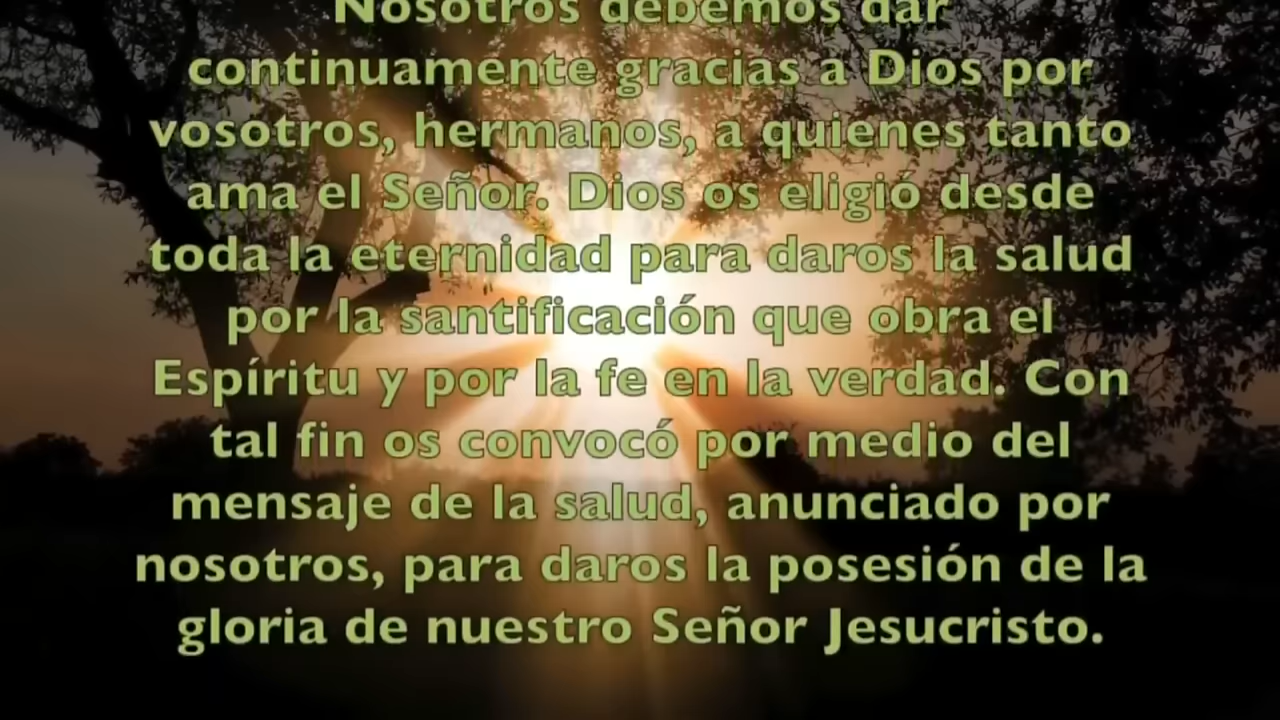 Nosotros debemos dar
continuamente gracias a Dios por
vosotros, hermanos, a quienes tanto
ama el Señor. Dios os eligió desde
toda la eternidad para daros la salud
por la santificación que obra el
Espíritu y por la fe en la verdad. Con
tal fin os convocó por medio del
mensaje de la salud, anunciado por
nosotros, para daros la posesión de la
gloria de nuestro Señor Jesucristo.